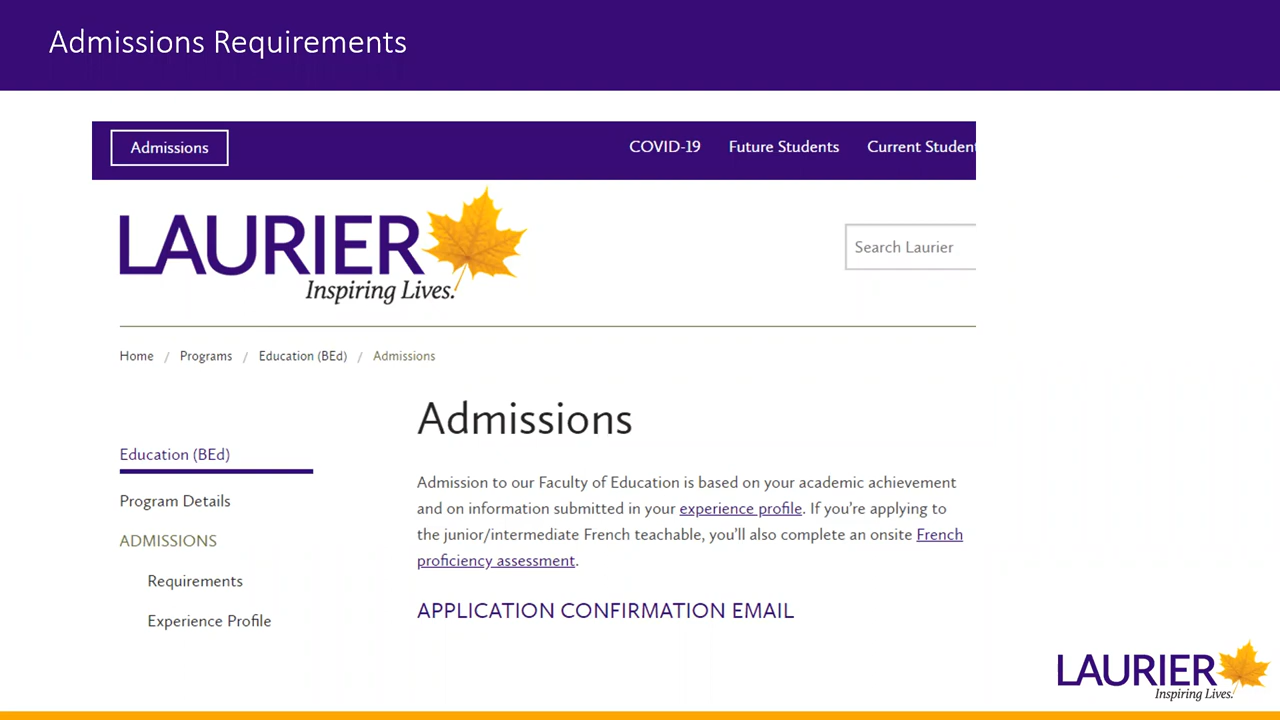 Admissions Requirements
Admissions
COVID-19 Future Students Current Student
LAURIER
Inspiring Lives.
Search Laurier
Home / Programs / Education (BEd) / Admissions
Admissions
Education (BEd)
Program Details
ADMISSIONS
Requirements
Experience Profile
Admission to our Faculty of Education is based on your academic achievement
and on information submitted in your experience profile. If you’re applying to
the junior/intermediate French teachable, you’ll also complete an onsite French
proficiency assessment.
APPLICATION CONFIRMATION EMAIL
LAURIER
Inspiring Lives.